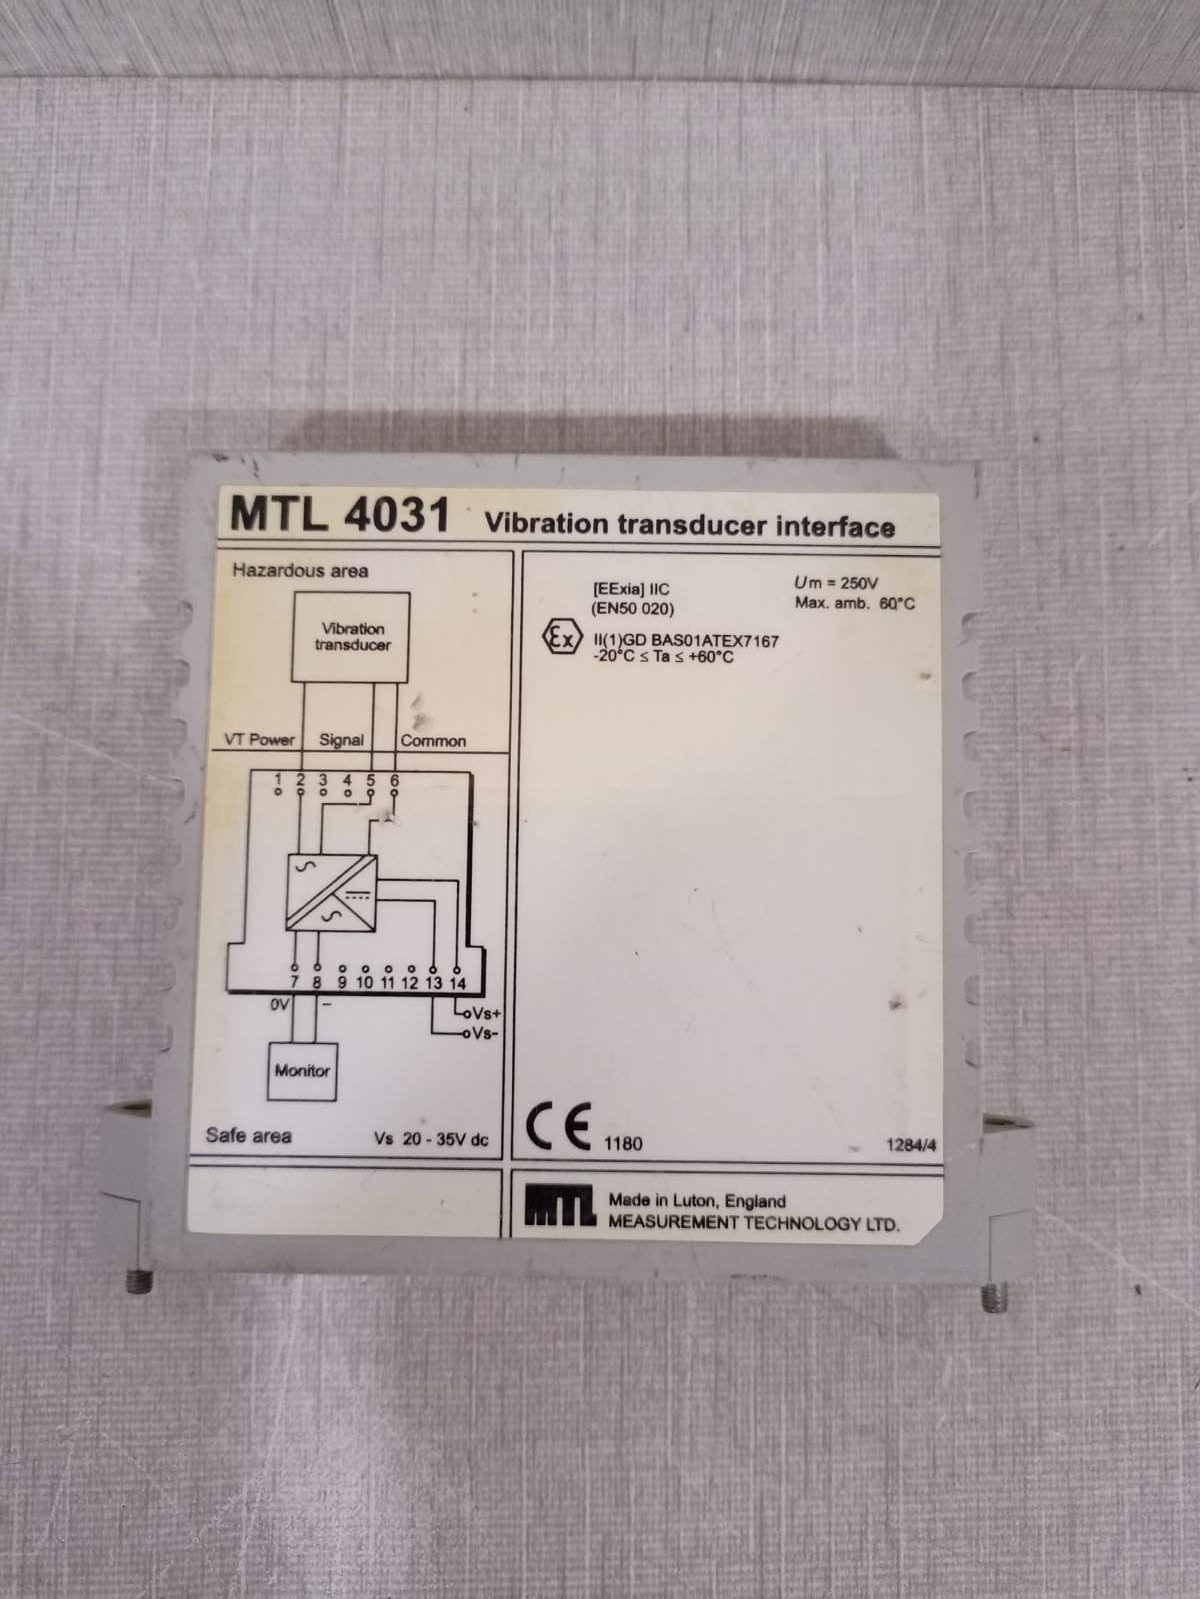 MTL 4031 Vibration transducer interface
Hazardous area
Vibration
transducer
VT Power Signal Common
1 2 3 4 5 6
7 8 9 10 11 12 13 14
0V –
Vs+
Vs-
Monitor
Safe area Vs 20 - 35V dc
[EExia] IIC
(EN50 020)
Um = 250V
Max. amb. 60°C
Ex II(1)GD BAS01ATEX7167
-20°C ≤ Ta ≤ +60°C
CE 1180 1284/4
MTL Made in Luton, England
MEASUREMENT TECHNOLOGY LTD.